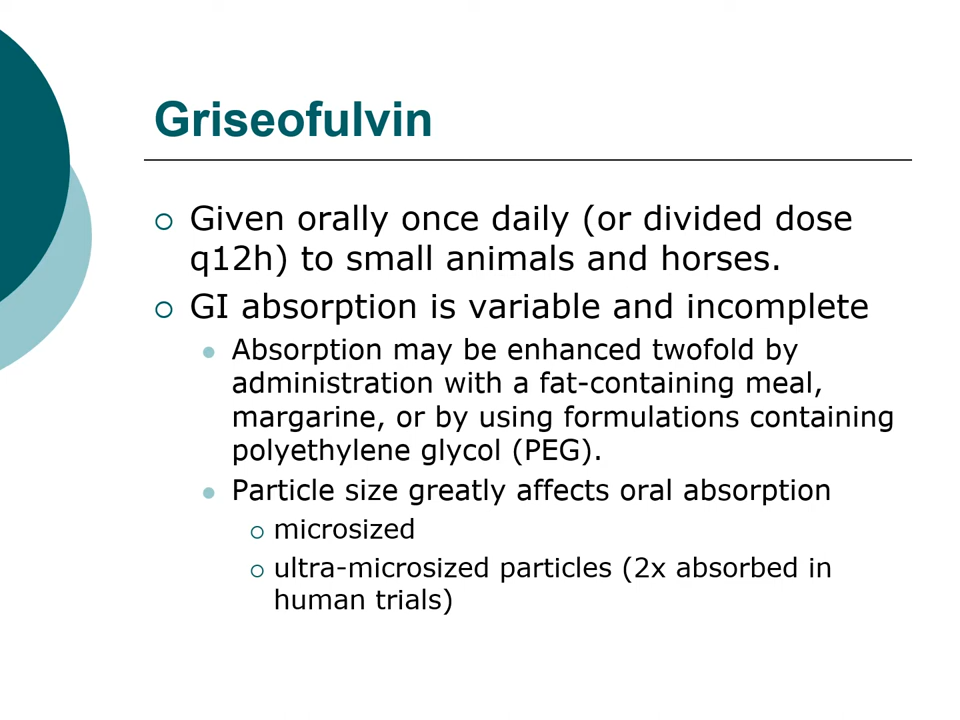 Griseofulvin
Given orally once daily (or divided dose
q12h) to small animals and horses.
GI absorption is variable and incomplete
Absorption may be enhanced twofold by
administration with a fat-containing meal,
margarine, or by using formulations containing
polyethylene glycol (PEG).
Particle size greatly affects oral absorption
microsized
ultra-microsized particles (2x absorbed in
human trials)